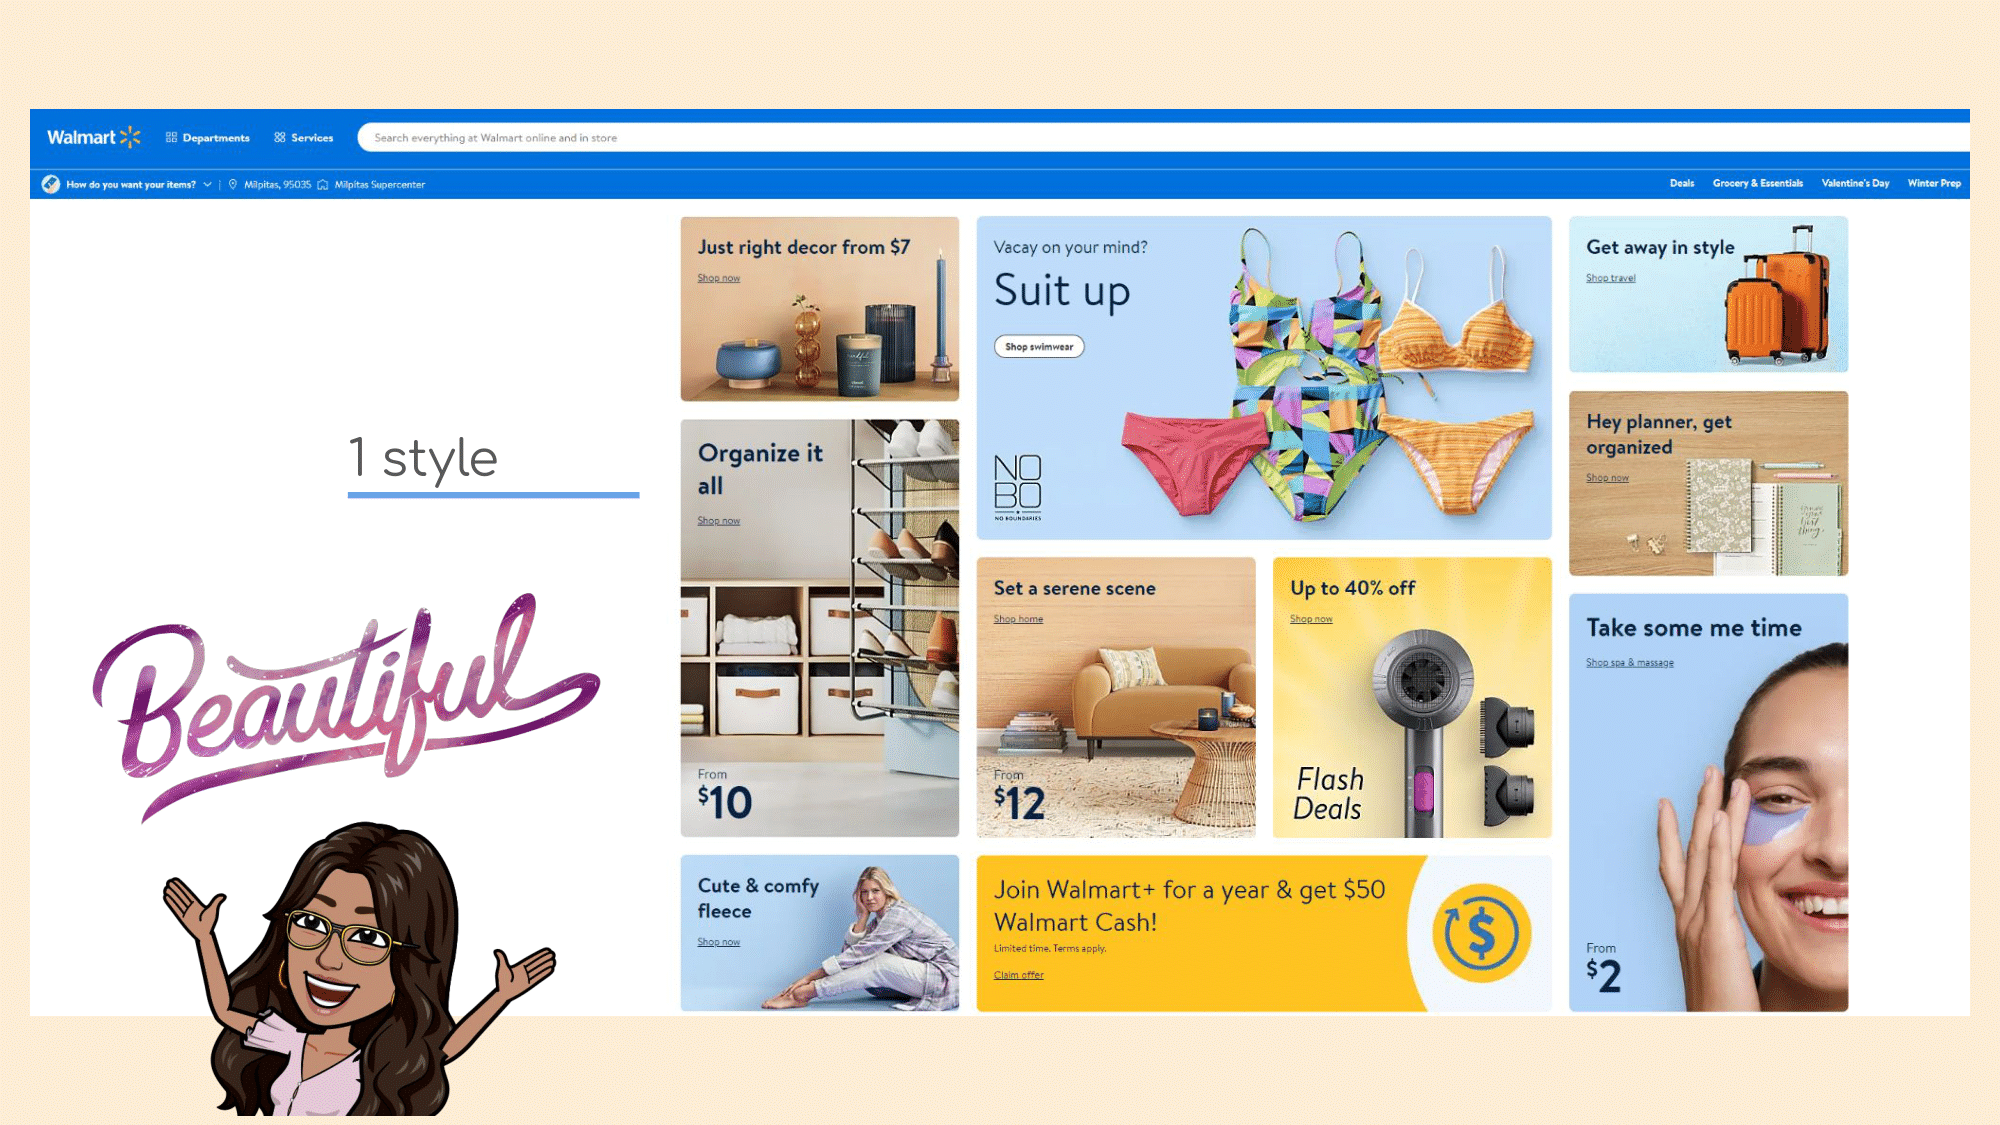 Walmart
Departments
Services
Search everything at Walmart online and in store
How do you want your items?
Milpitas, 95035
Milpitas Supercenter
Deals
Grocery & Essentials
Valentine's Day
Winter Prep
1 style
Beautiful
Just right decor from $7
Shop now
Organize it
all
Shop now
From
$10
Cute & comfy
fleece
Shop now
Vacay on your mind?
Suit up
Shop swimwear
NO
BO
NO BOUNDARIES
Set a serene scene
Shop home
From
$12
Up to 40% off
Shop now
Flash
Deals
Join Walmart+ for a year & get $50
Walmart Cash!
Limited time. Terms apply.
Claim offer
$
Get away in style
Shop travel
Hey planner, get
organized
Shop now
Take some me time
Shop spa & massage
From
$2